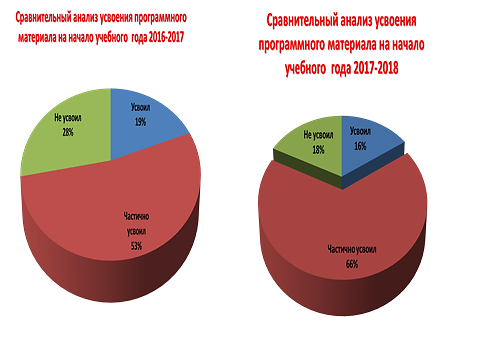 Сравнительный анализ усвоения программного
материала на начало учебного года 2016-2017
Не усвоил
28%
Усвоил
19%
Частично
усвоил
53%
Сравнительный анализ усвоения
программного материала на начало
учебного года 2017-2018
Не усвоил
18%
Усвоил
16%
Частично усвоил
66%